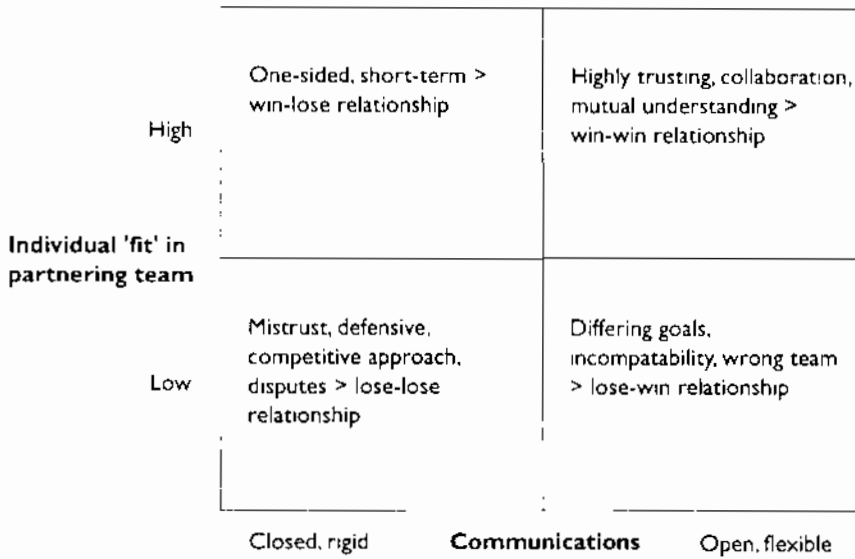 One-sided, short-term >
win-lose relationship
Highly trusting, collaboration,
mutual understanding >
win-win relationship
High
Individual 'fit' in
partnering team
Mistrust, defensive,
competitive approach,
disputes > lose-lose
relationship
Differing goals,
incompatability, wrong team
> lose-win relationship
Low
Closed, rigid
Communications
Open, flexible